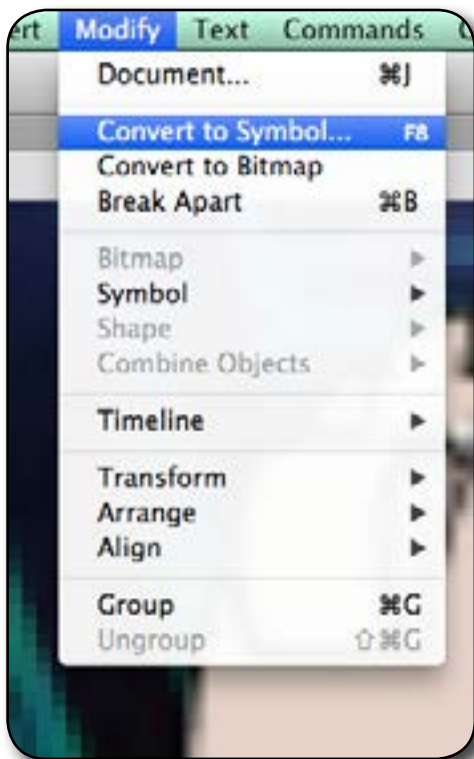 Modify Text Commands
Document... ⌘J
Convert to Symbol... F8
Convert to Bitmap
Break Apart ⌘B
Bitmap ▶
Symbol ▶
Shape ▶
Combine Objects ▶
Timeline ▶
Transform ▶
Arrange ▶
Align ▶
Group ⌘G
Ungroup ⇧⌘G